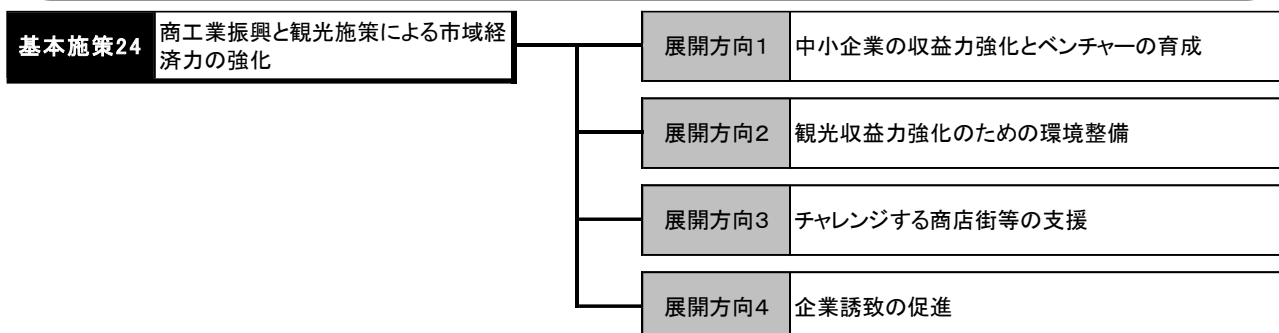 基本施策24
商工業振興と観光施策による市域経
済力の強化
展開方向1
中小企業の収益力強化とベンチャーの育成
展開方向2
観光収益力強化のための環境整備
展開方向3
チャレンジする商店街等の支援
展開方向4
企業誘致の促進